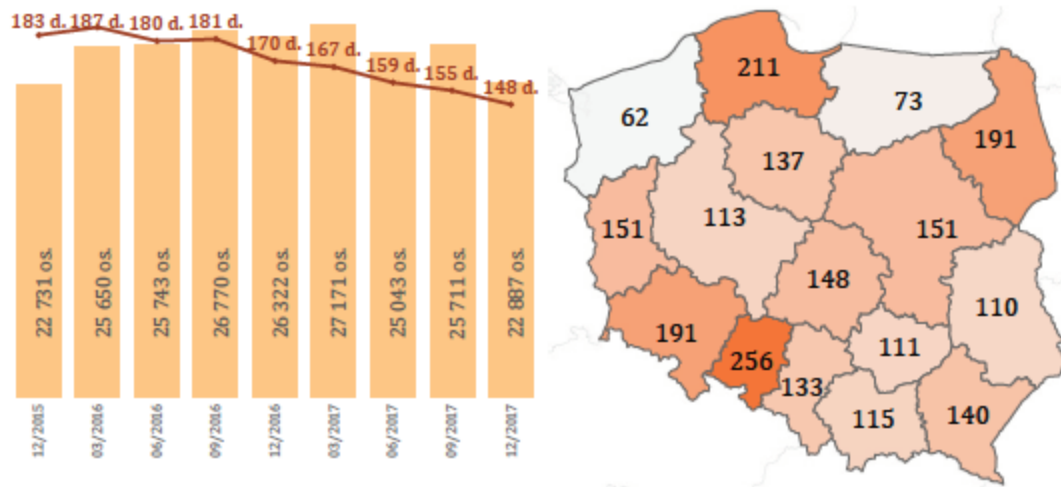 183 d.
187 d.
180 d.
181 d.
170 d.
167 d.
159 d.
155 d.
148 d.
22 731 os.
25 650 os.
25 743 os.
26 770 os.
26 322 os.
27 171 os.
25 043 os.
25 711 os.
22 887 os.
12/2015
03/2016
06/2016
09/2016
12/2016
03/2017
06/2017
09/2017
12/2017
211
62
73
191
137
151
113
151
148
110
191
256
111
133
115
140